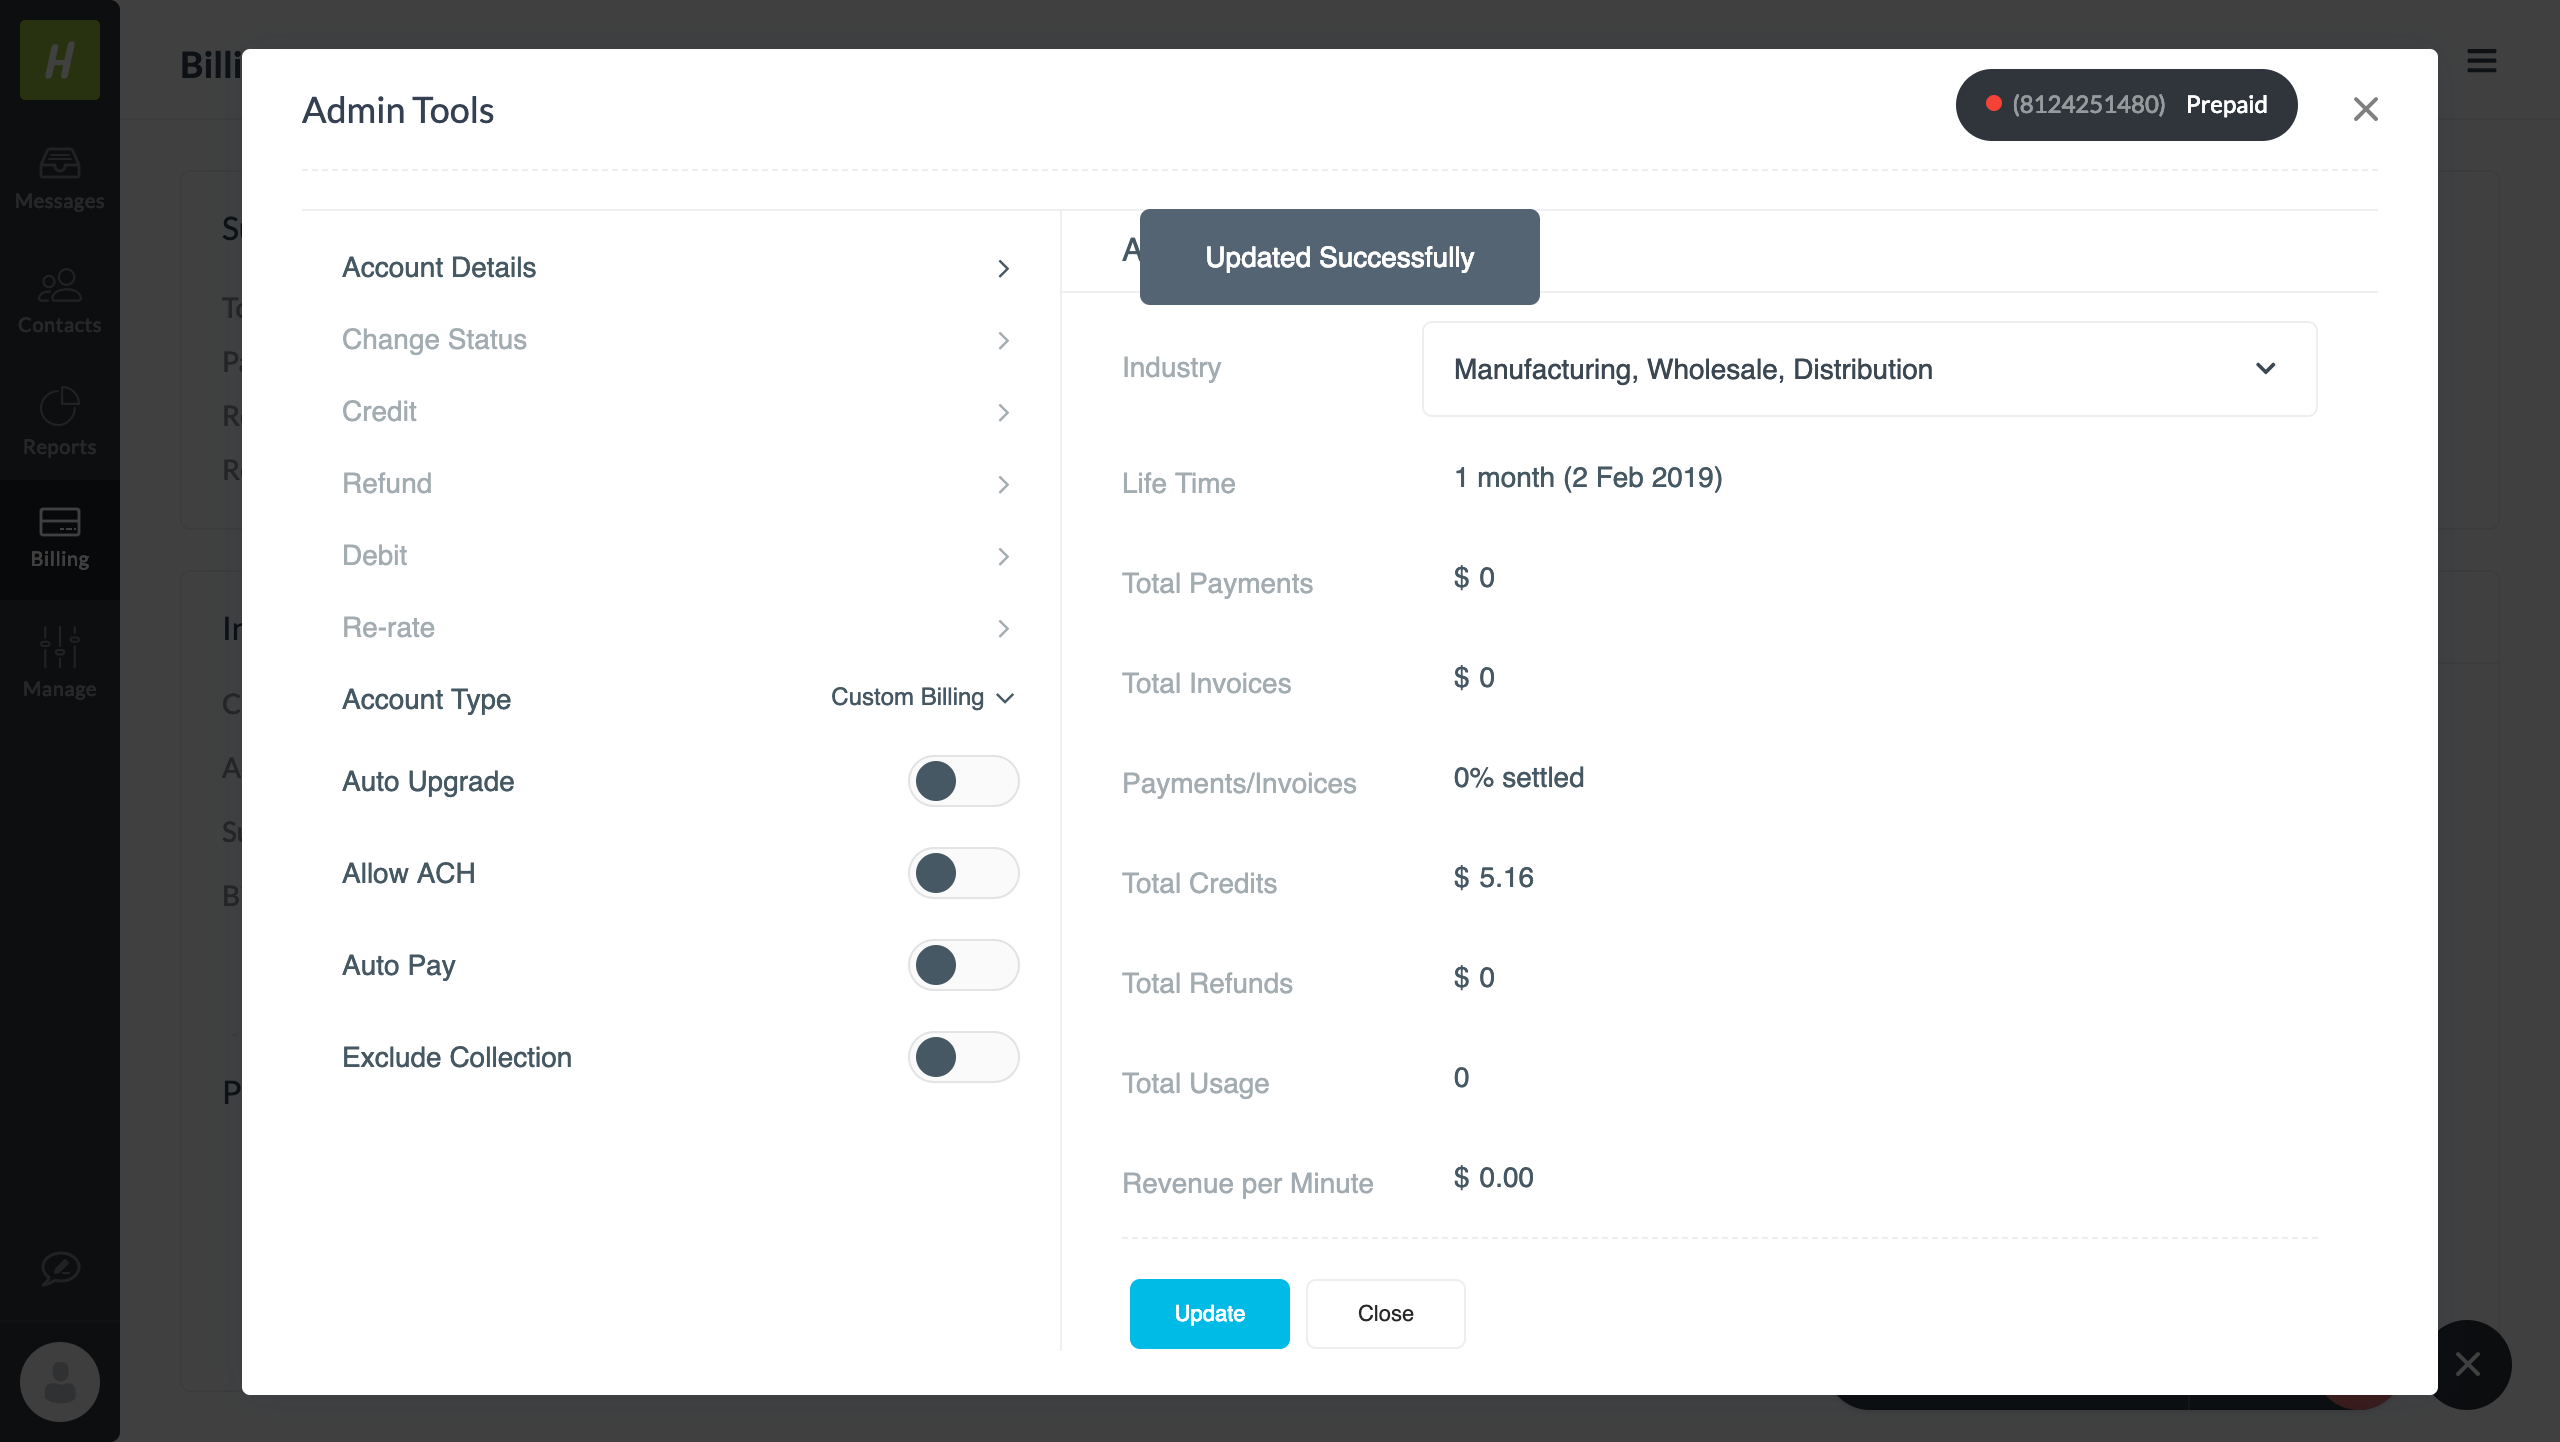 H
Admin Tools
(8124251480) Prepaid
Messages
Contacts
Reports
Billing
Manage
Account Details
Change Status
Credit
Refund
Debit
Re-rate
Account Type
Custom Billing
Auto Upgrade
Allow ACH
Auto Pay
Exclude Collection
Updated Successfully
Industry
Manufacturing, Wholesale, Distribution
Life Time
1 month (2 Feb 2019)
Total Payments
$ 0
Total Invoices
$ 0
Payments/Invoices
0% settled
Total Credits
$ 5.16
Total Refunds
$ 0
Total Usage
0
Revenue per Minute
$ 0.00
Update
Close